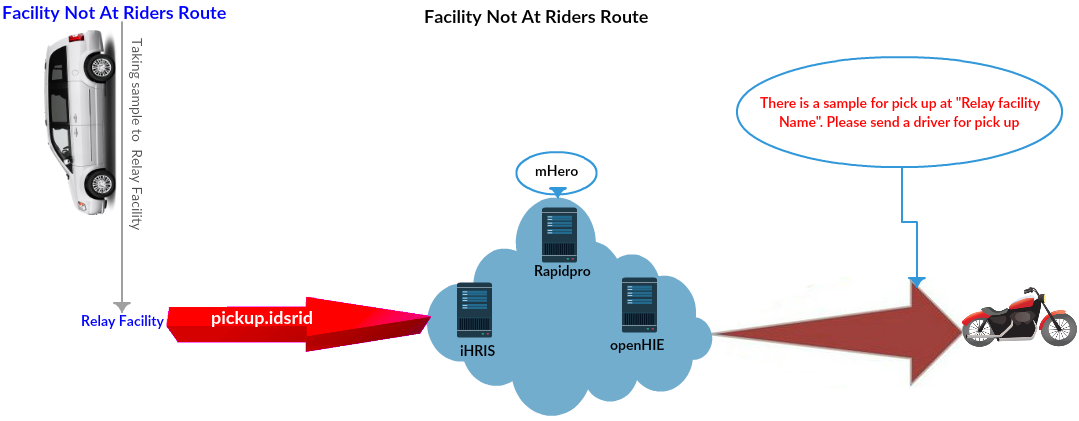 Facility Not At Riders Route
Facility Not At Riders Route
Taking sample to Relay Facility
There is a sample for pick up at "Relay facility
Name". Please send a driver for pick up
mHero
Rapidpro
iHRIS
openHIE
Relay Facility
pickup.idsrid